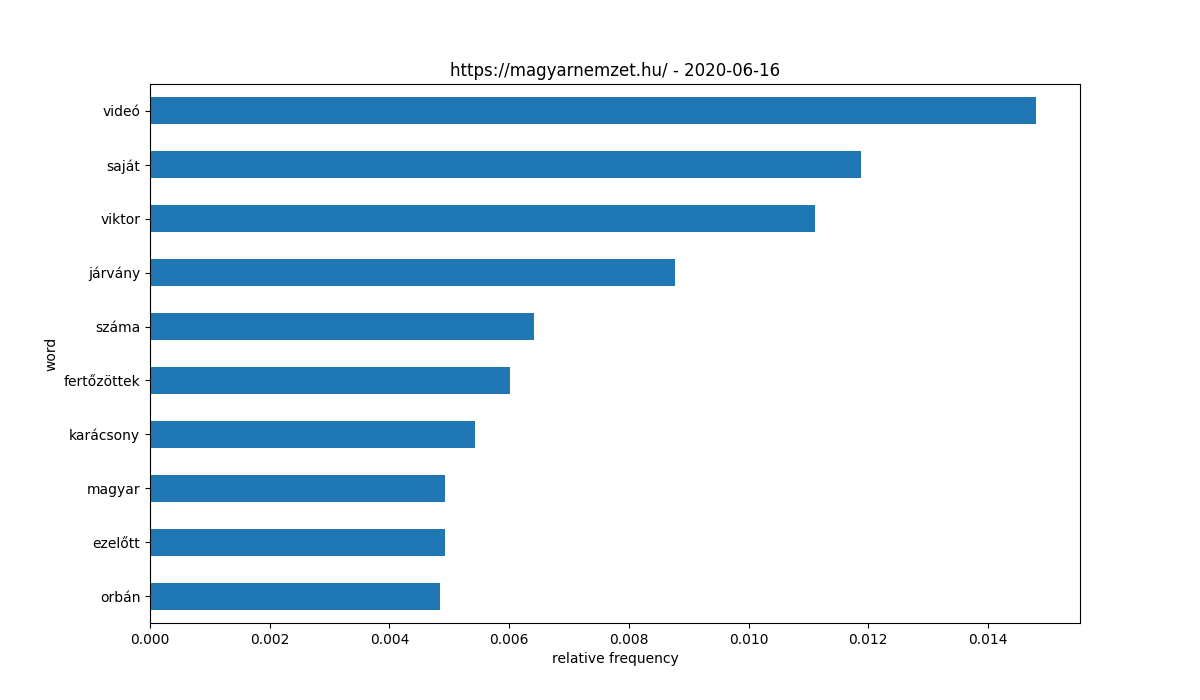 https://magyarnemzet.hu/ - 2020-06-16
videó
saját
viktor
járvány
száma
fertőzöttek
karácsony
magyar
ezelőtt
orbán
word
0.000 0.002 0.004 0.006 0.008 0.010 0.012 0.014
relative frequency